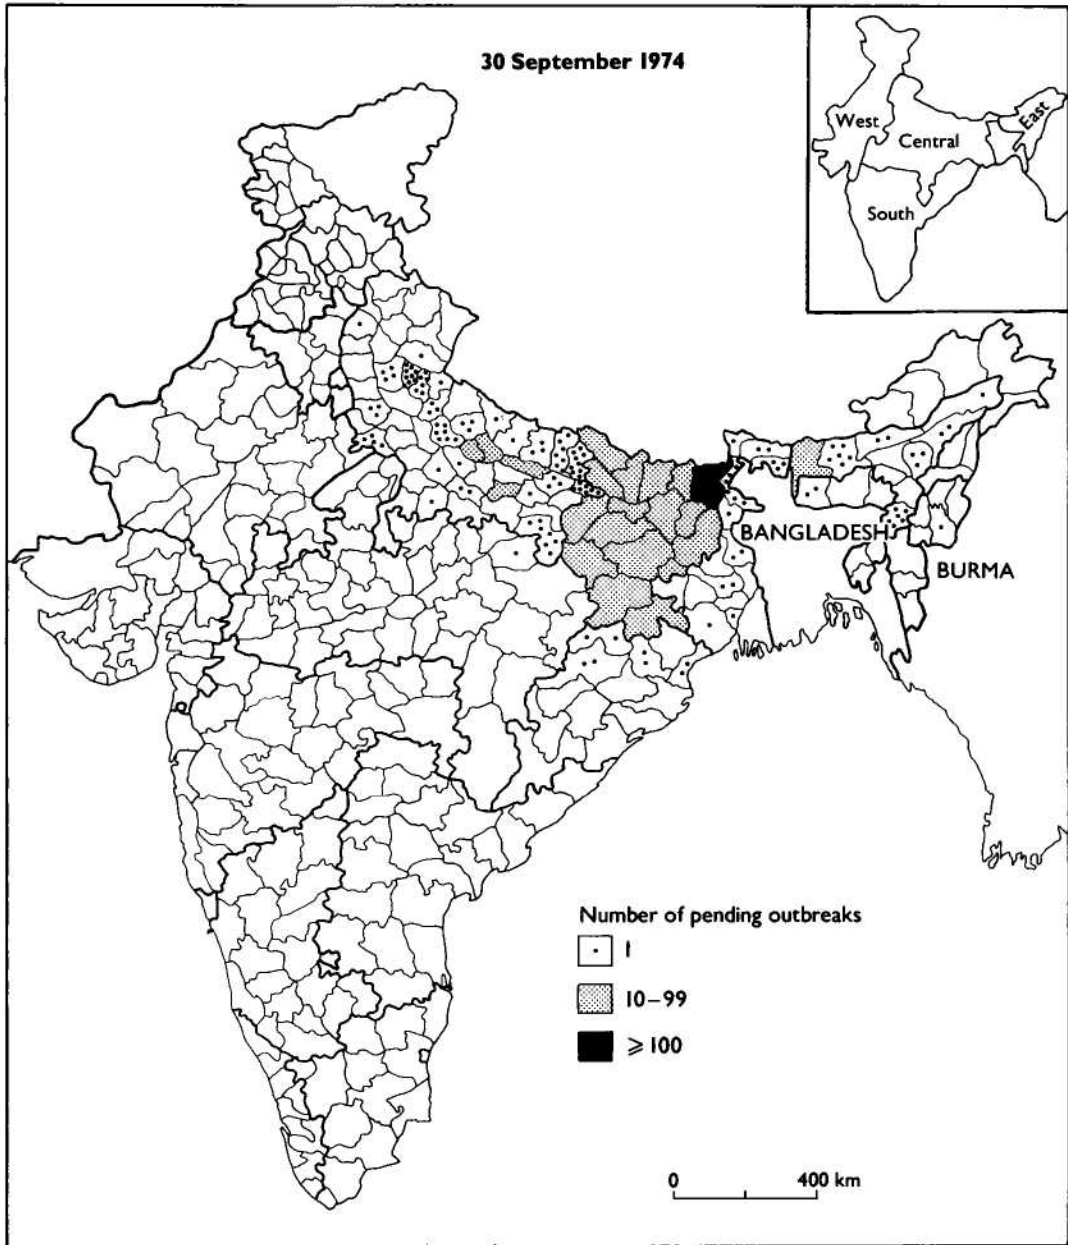 30 September 1974
West
Central
East
South
BANGLADESH
BURMA
Number of pending outbreaks
1
10–99
⩾ 100
0 400 km